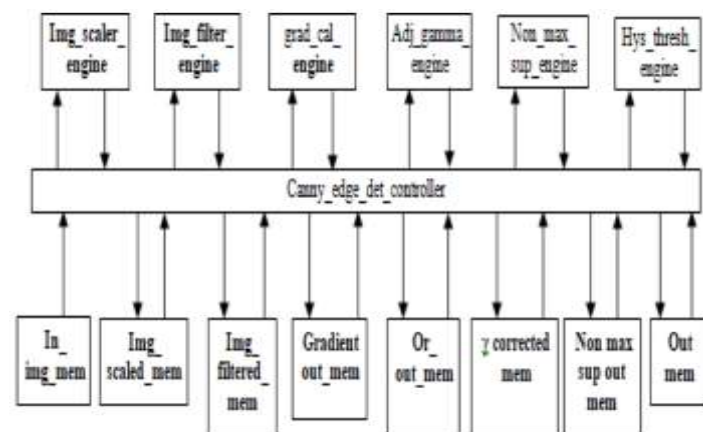 Img_scaler_
engine
Img_filter_
engine
grad_cal_
engine
Adj_gamma_
engine
Non_max_
sup_engine
Hys_thresh_
engine
Canny_edge_det_controller
In_
img_mem
Img_
scaled_mem
Img_
filtered_
mem
Gradient
out_mem
Or_
out_mem
γ corrected
mem
Non max
sup out
mem
Out
mem